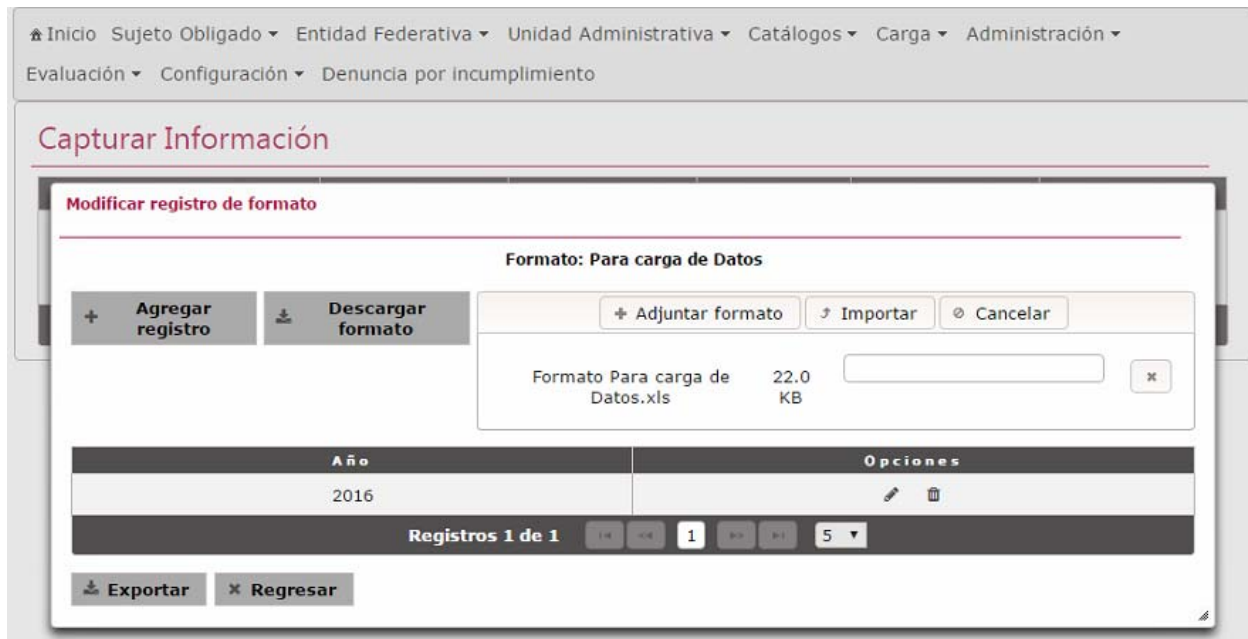 Inicio Sujeto Obligado Entidad Federativa Unidad Administrativa Catálogos Carga Administración
Evaluación Configuración Denuncia por incumplimiento
Capturar Información
Modificar registro de formato
Formato: Para carga de Datos
Agregar
registro
Descargar
formato
Adjuntar formato Importar Cancelar
Formato Para carga de
Datos.xls
22.0
KB
Año Opciones
2016
Registros 1 de 1 1 5
Exportar Regresar